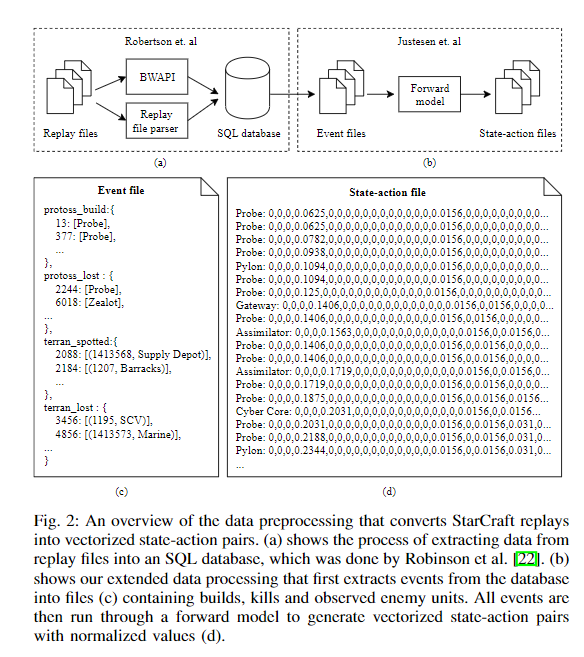 Robertson et. al
Justesen et. al
BWAPI
Replay
file parser
Forward
model
Replay files
SQL database
Event files
State-action files
(a)
(b)
Event file
protoss_build:{
13: [Probe],
377: [Probe],
...
},
protoss_lost : {
2244: [Probe],
6018: [Zealot],
...
},
terran_spotted:{
2088: [(1413568, Supply Depot)],
2184: [(1207, Barracks)],
...
},
terran_lost : {
3456: [(1195, SCV)],
4856: [(1413573, Marine)],
...
}
(c)
State-action file
Probe: 0,0,0,0.0625,0,0,0,0,0,0,0,0,0,0,0,0.0156,0,0,0,0,0,0,0,0,0...
Probe: 0,0,0,0.0625,0,0,0,0,0,0,0,0,0,0,0,0.0156,0,0,0,0,0,0,0,0,0...
Probe: 0,0,0,0.0782,0,0,0,0,0,0,0,0,0,0,0,0.0156,0,0,0,0,0,0,0,0,0...
Probe: 0,0,0,0.0938,0,0,0,0,0,0,0,0,0,0,0,0.0156,0,0,0,0,0,0,0,0,0...
Pylon: 0,0,0,0.1094,0,0,0,0,0,0,0,0,0,0,0,0.0156,0,0,0,0,0,0,0,0,0...
Probe: 0,0,0,0.1094,0,0,0,0,0,0,0,0,0,0,0,0.0156,0,0,0,0,0,0,0,0,0...
Probe: 0,0,0,0.125,0,0,0,0,0,0,0,0,0,0,0,0.0156,0,0,0,0,0,0,0,0,0...
Gateway: 0,0,0,0.1406,0,0,0,0,0,0,0,0,0,0,0,0.0156,0,0.0156,0,0,0,0...
Probe: 0,0,0,0.1406,0,0,0,0,0,0,0,0,0,0,0,0.0156,0,0.0156,0,0,0,0,0...
Assimilator: 0,0,0,0.1563,0,0,0,0,0,0,0,0,0,0,0,0.0156,0,0.0156,0...
Probe: 0,0,0,0.1406,0,0,0,0,0,0,0,0,0,0,0,0.0156,0,0.0156,0,0,0,0...
Probe: 0,0,0,0.1406,0,0,0,0,0,0,0,0,0,0,0,0.0156,0,0.0156,0,0,0,0...
Assimilator: 0,0,0,0.1719,0,0,0,0,0,0,0,0,0,0,0,0.0156,0,0.0156,0...
Probe: 0,0,0,0.1719,0,0,0,0,0,0,0,0,0,0,0,0.0156,0,0.0156,0,0,0...
Probe: 0,0,0,0.1875,0,0,0,0,0,0,0,0,0,0,0,0.0156,0,0.0156,0.0156...
Cyber Core: 0,0,0,0.2031,0,0,0,0,0,0,0,0,0,0,0,0.0156,0,0.0156...
Probe: 0,0,0,0.2031,0,0,0,0,0,0,0,0,0,0,0,0.0156,0,0.0156,0.031,0...
Probe: 0,0,0,0.2188,0,0,0,0,0,0,0,0,0,0,0,0.0156,0,0.0156,0.031,0...
Pylon: 0,0,0,0.2344,0,0,0,0,0,0,0,0,0,0,0,0.0156,0,0.0156,0.031,0...
...
(d)
Fig. 2: An overview of the data preprocessing that converts StarCraft replays
into vectorized state-action pairs. (a) shows the process of extracting data from
replay files into an SQL database, which was done by Robinson et al. [22]. (b)
shows our extended data processing that first extracts events from the database
into files (c) containing builds, kills and observed enemy units. All events are
then run through a forward model to generate vectorized state-action pairs
with normalized values (d).